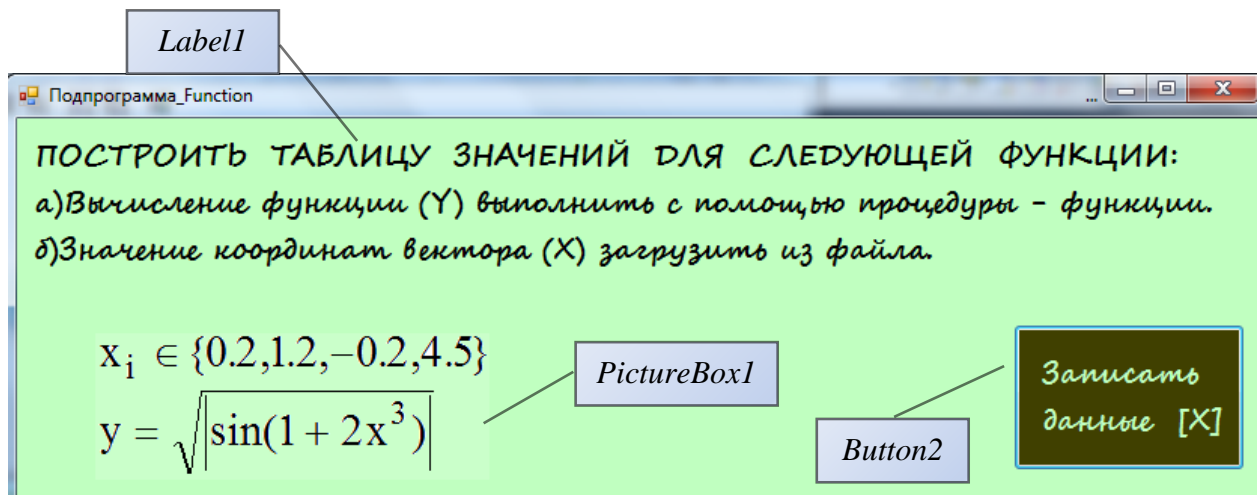 Label1
Подпрограмма_Function
...
ПОСТРОИТЬ ТАБЛИЦУ ЗНАЧЕНИЙ ДЛЯ СЛЕДУЮЩЕЙ ФУНКЦИИ:
а)Вычисление функции (Y) выполнить с помощью процедуры - функции.
б)Значение координат вектора (X) загрузить из файла.
x_i ∈ {0.2,1.2,−0.2,4.5}
y = √|sin(1 + 2x³)|
PictureBox1
Button2
Записать
данные [X]